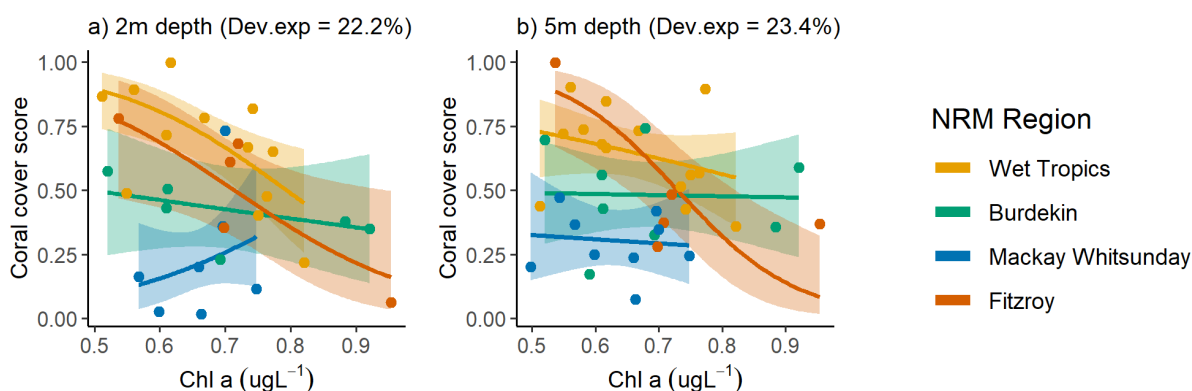 a) 2m depth (Dev.exp = 22.2%)
b) 5m depth (Dev.exp = 23.4%)
Coral cover score
1.00
0.75
0.50
0.25
0.00
0.5 0.6 0.7 0.8 0.9
Chl a (ugL⁻¹)
Coral cover score
1.00
0.75
0.50
0.25
0.00
0.5 0.6 0.7 0.8 0.9
Chl a (ugL⁻¹)
NRM Region
Wet Tropics
Burdekin
Mackay Whitsunday
Fitzroy